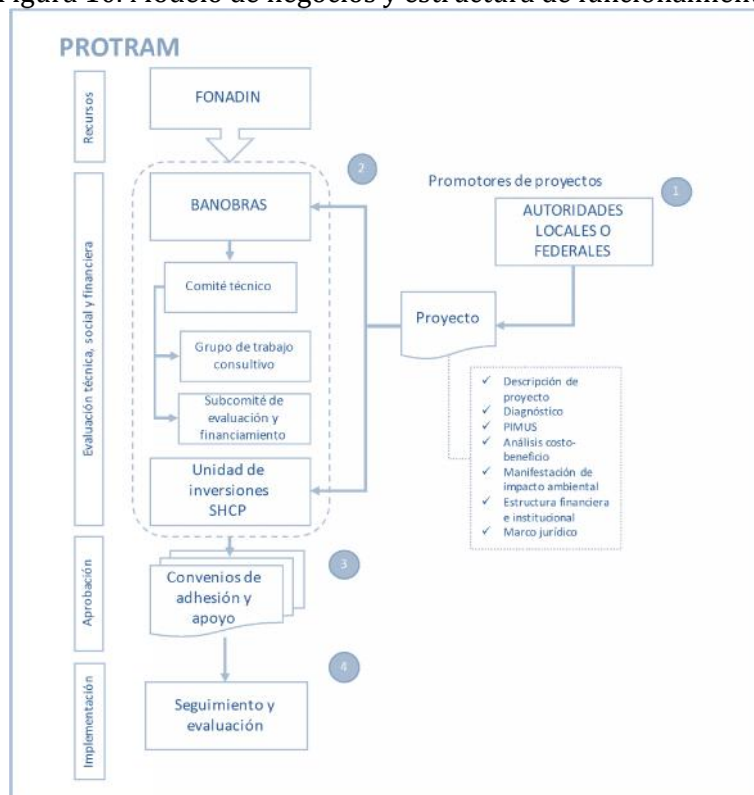 Figura 10. Modelo de negocios y estructura de funcionamien
PROTRAM
Recursos
FONADIN
Evaluación técnica, social y financiera
2
BANOBRAS
Comité técnico
Grupo de trabajo
consultivo
Subcomité de
evaluación y
financiamiento
Unidad de
inversiones
SHCP
Promotores de proyectos
1
AUTORIDADES
LOCALES O
FEDERALES
Proyecto
✓ Descripción de
proyecto
✓ Diagnóstico
✓ PIMUS
✓ Análisis costo-
beneficio
✓ Manifestación de
impacto ambiental
✓ Estructura financiera
e institucional
✓ Marco jurídico
Aprobación
3
Convenios de
adhesión y
apoyo
Implementación
4
Seguimiento y
evaluación